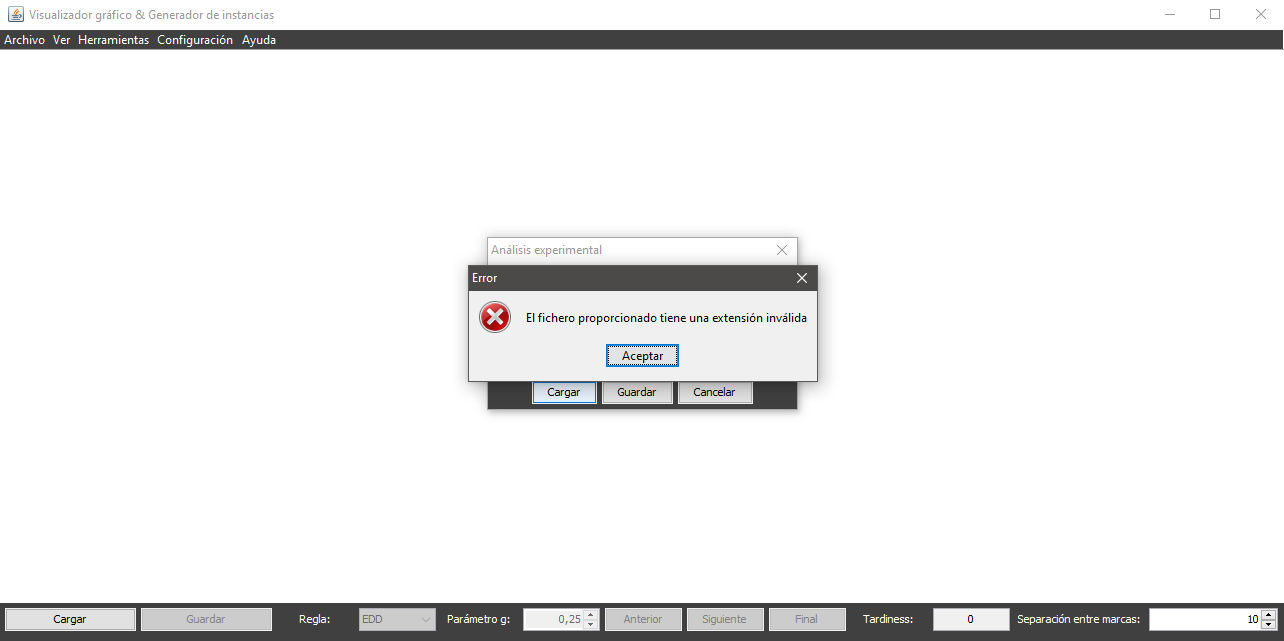 Visualizador gráfico & Generador de instancias
Archivo Ver Herramientas Configuración Ayuda
Análisis experimental
Error
El fichero proporcionado tiene una extensión inválida
Aceptar
Cargar Guardar Cancelar
Cargar Guardar Regla: EDD Parámetro g: 0,25 Anterior Siguiente Final Tardiness: 0 Separación entre marcas: 10